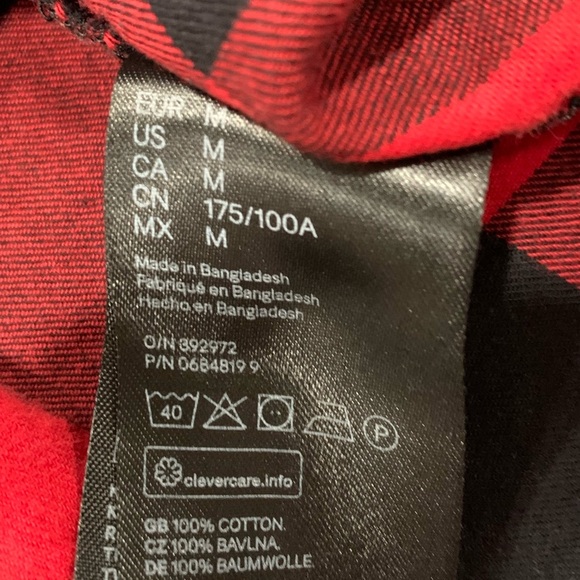 EUR M
US M
CA M
CN 175/100A
MX M
Made in Bangladesh
Fabriqué en Bangladesh
Hecho en Bangladesh
O/N 892972
P/N 0684819 9
40
P
clevercare.info
GB 100% COTTON.
CZ 100% BAVLNA.
DE 100% BAUMWOLLE.